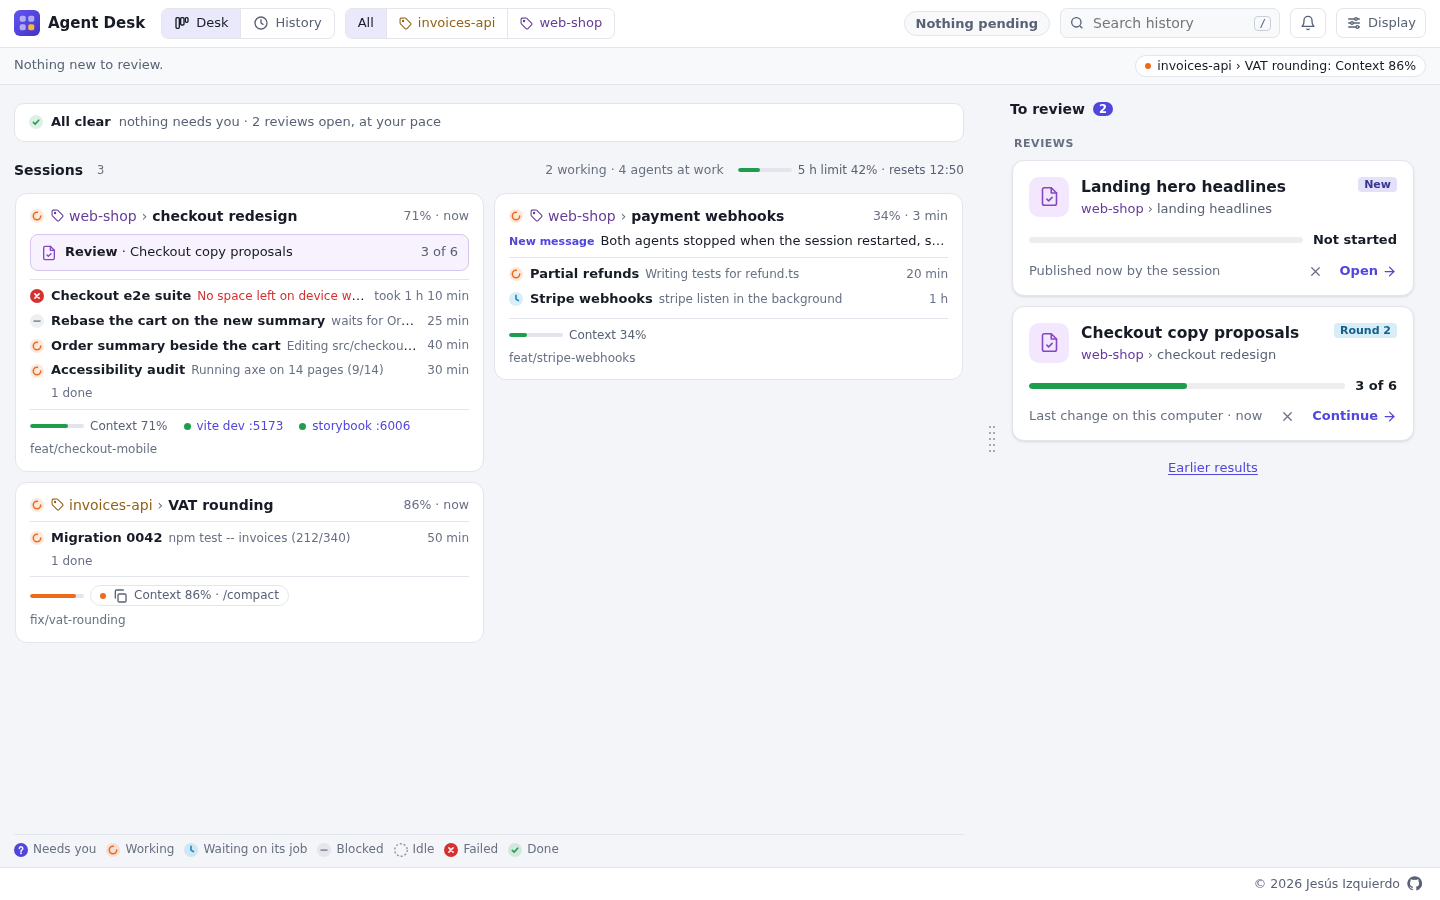 Agent Desk
Desk
History
All
invoices-api
web-shop
Nothing pending
Search history
/
Display
Nothing new to review.
invoices-api › VAT rounding: Context 86%
All clear nothing needs you · 2 reviews open, at your pace
Sessions 3
2 working · 4 agents at work
5 h limit 42% · resets 12:50
web-shop › checkout redesign
71% · now
Review · Checkout copy proposals
3 of 6
Checkout e2e suite No space left on device w… took 1 h 10 min
Rebase the cart on the new summary waits for Or… 25 min
Order summary beside the cart Editing src/checkou… 40 min
Accessibility audit Running axe on 14 pages (9/14) 30 min
1 done
Context 71%
vite dev :5173
storybook :6006
feat/checkout-mobile
web-shop › payment webhooks
34% · 3 min
New message Both agents stopped when the session restarted, s…
Partial refunds Writing tests for refund.ts 20 min
Stripe webhooks stripe listen in the background 1 h
Context 34%
feat/stripe-webhooks
invoices-api › VAT rounding
86% · now
Migration 0042 npm test -- invoices (212/340) 50 min
1 done
Context 86% · /compact
fix/vat-rounding
To review 2
REVIEWS
Landing hero headlines
New
web-shop › landing headlines
Not started
Published now by the session
Open
Checkout copy proposals
Round 2
web-shop › checkout redesign
3 of 6
Last change on this computer · now
Continue
Earlier results
Needs you
Working
Waiting on its job
Blocked
Idle
Failed
Done
© 2026 Jesús Izquierdo